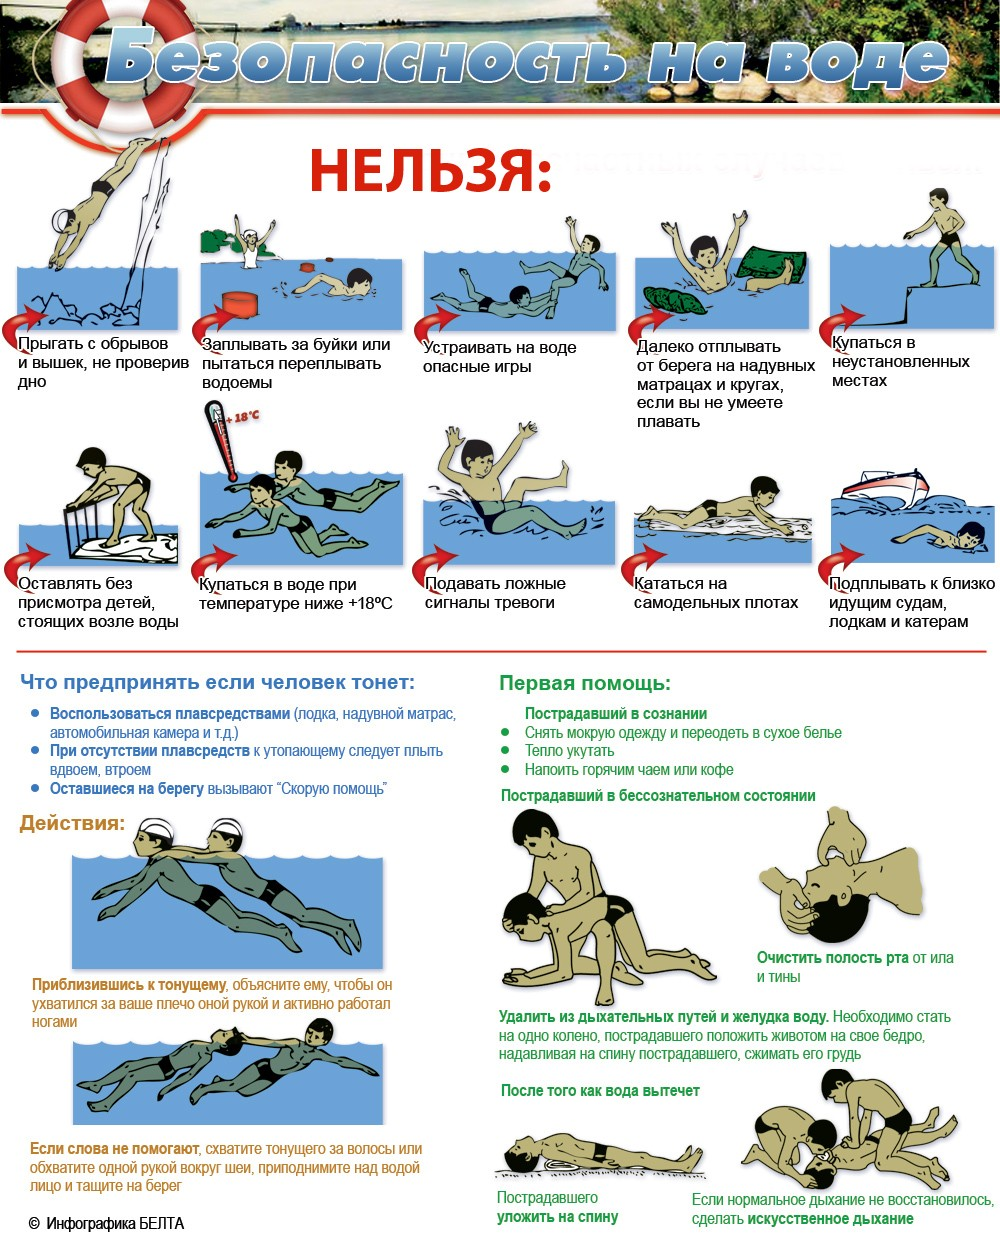 Безопасность на воде
НЕЛЬЗЯ:
Прыгать с обрывов
и вышек, не проверив
дно
Заплывать за буйки или
пытаться переплывать
водоемы
Устраивать на воде
опасные игры
Далеко отплывать
от берега на надувных
матрацах и кругах,
если вы не умеете
плавать
Купаться в
неустановленных
местах
Оставлять без
присмотра детей,
стоящих возле воды
+ 18°C
Купаться в воде при
температуре ниже +18ºС
Подавать ложные
сигналы тревоги
Кататься на
самодельных плотах
Подплывать к близко
идущим судам,
лодкам и катерам
Что предпринять если человек тонет:
Воспользоваться плавсредствами (лодка, надувной матрас,
автомобильная камера и т.д.)
При отсутствии плавсредств к утопающему следует плыть
вдвоем, втроем
Оставшиеся на берегу вызывают “Скорую помощь”
Действия:
Приблизившись к тонущему, объясните ему, чтобы он
ухватился за ваше плечо оной рукой и активно работал
ногами
Если слова не помогают, схватите тонущего за волосы или
обхватите одной рукой вокруг шеи, приподнимите над водой
лицо и тащите на берег
© Инфографика БЕЛТА
Первая помощь:
Пострадавший в сознании
Снять мокрую одежду и переодеть в сухое белье
Тепло укутать
Напоить горячим чаем или кофе
Пострадавший в бессознательном состоянии
Очистить полость рта от ила
и тины
Удалить из дыхательных путей и желудка воду. Необходимо стать
на одно колено, пострадавшего положить животом на свое бедро,
надавливая на спину пострадавшего, сжимать его грудь
После того как вода вытечет
Пострадавшего
уложить на спину
Если нормальное дыхание не восстановилось,
сделать искусственное дыхание